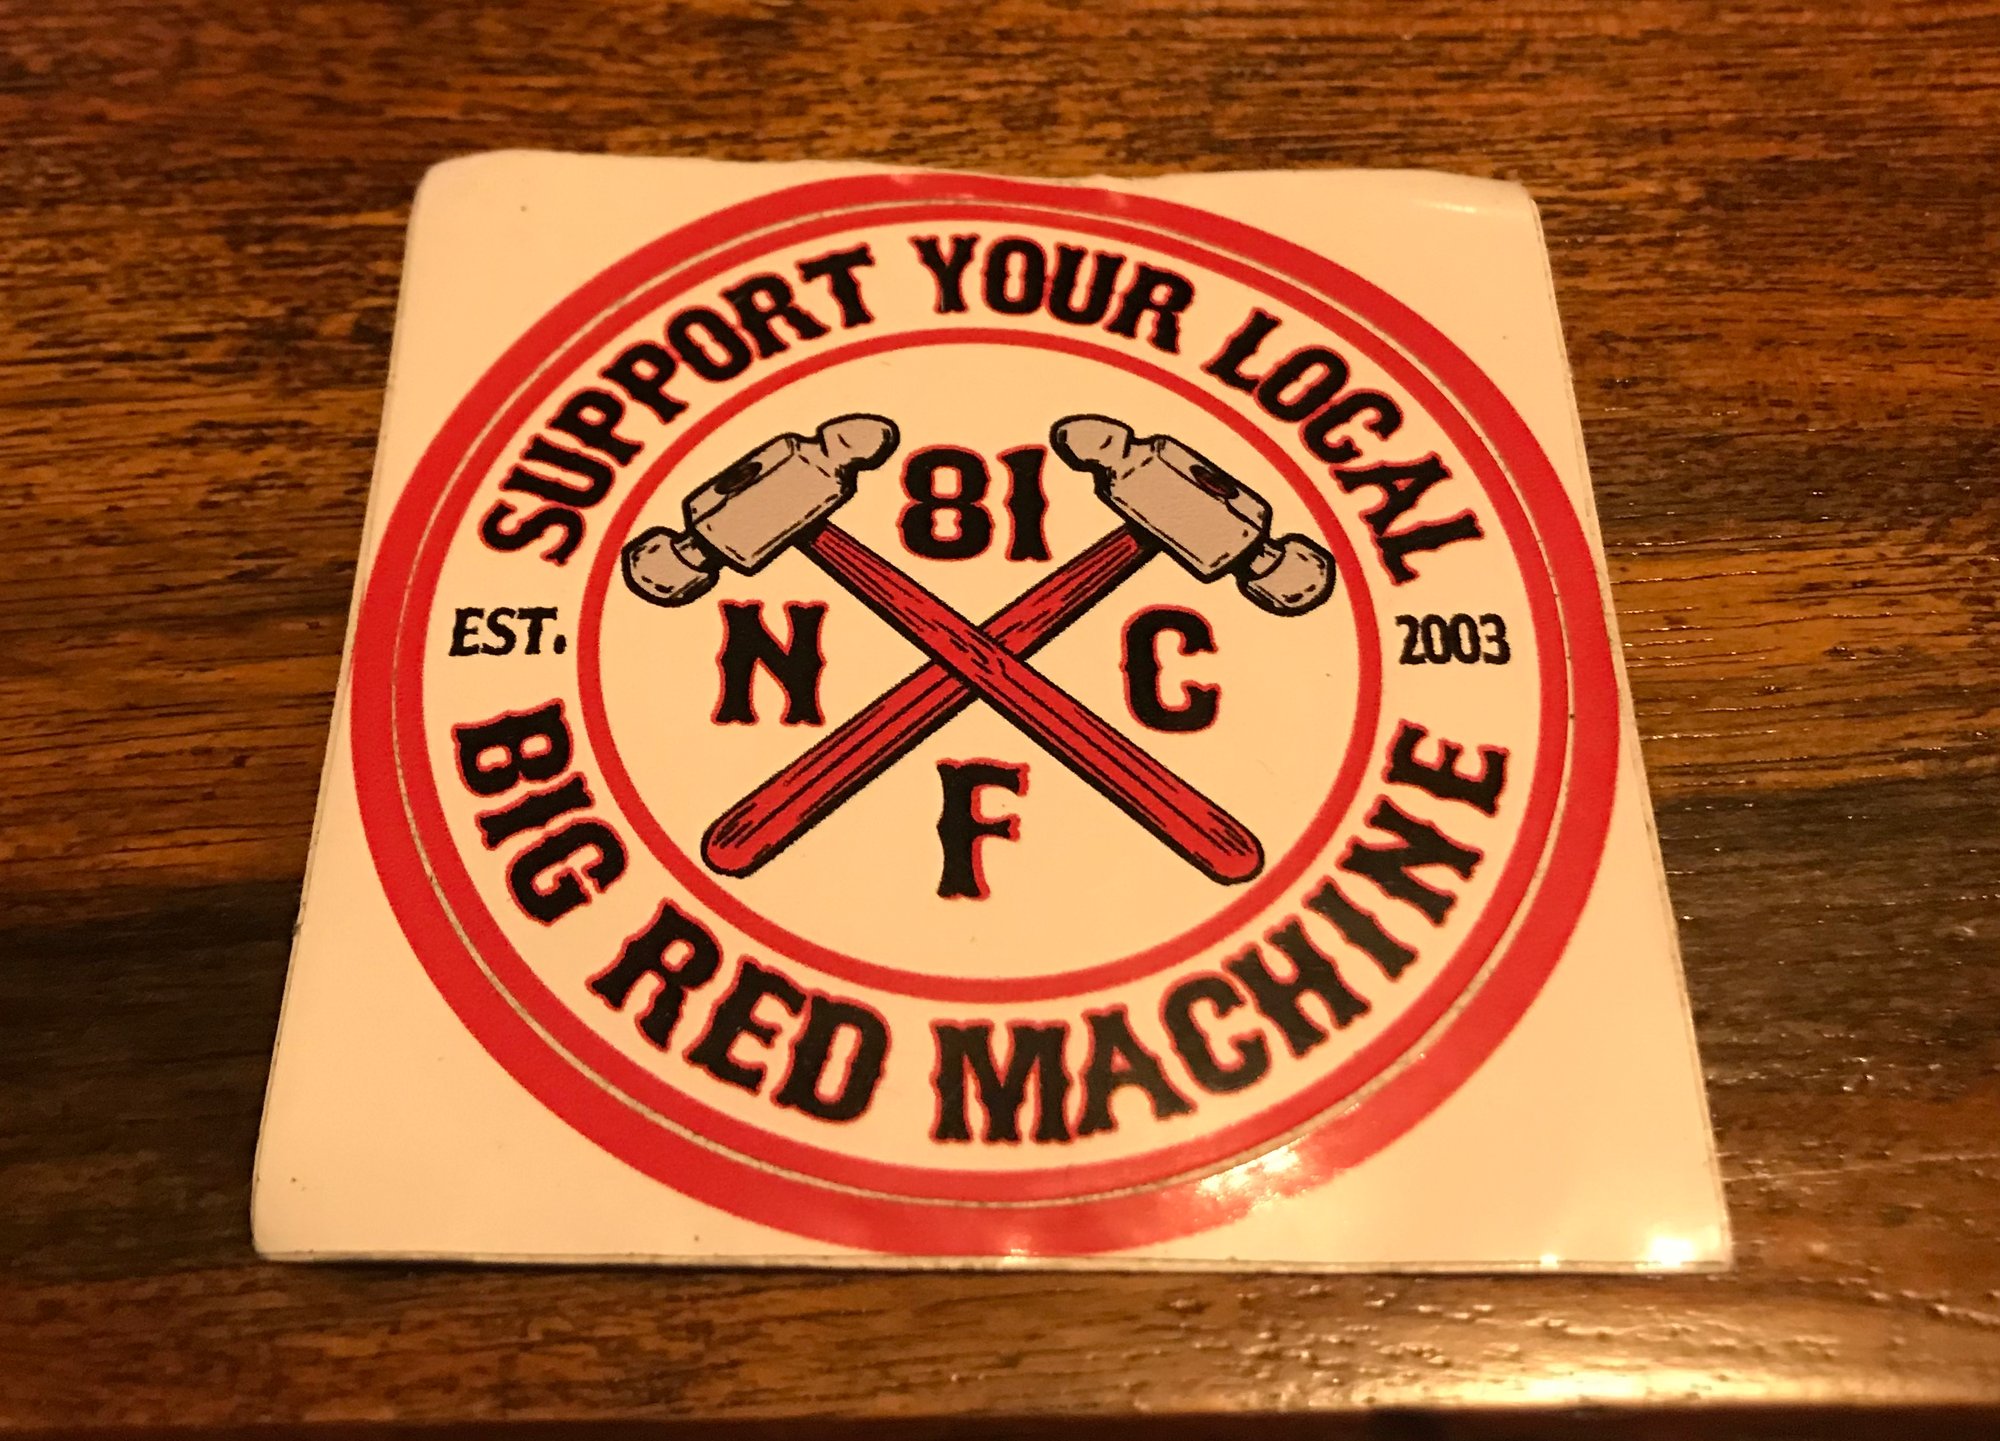 SUPPORT YOUR LOCAL
81
N C
F
EST. 2003
BIG RED MACHINE